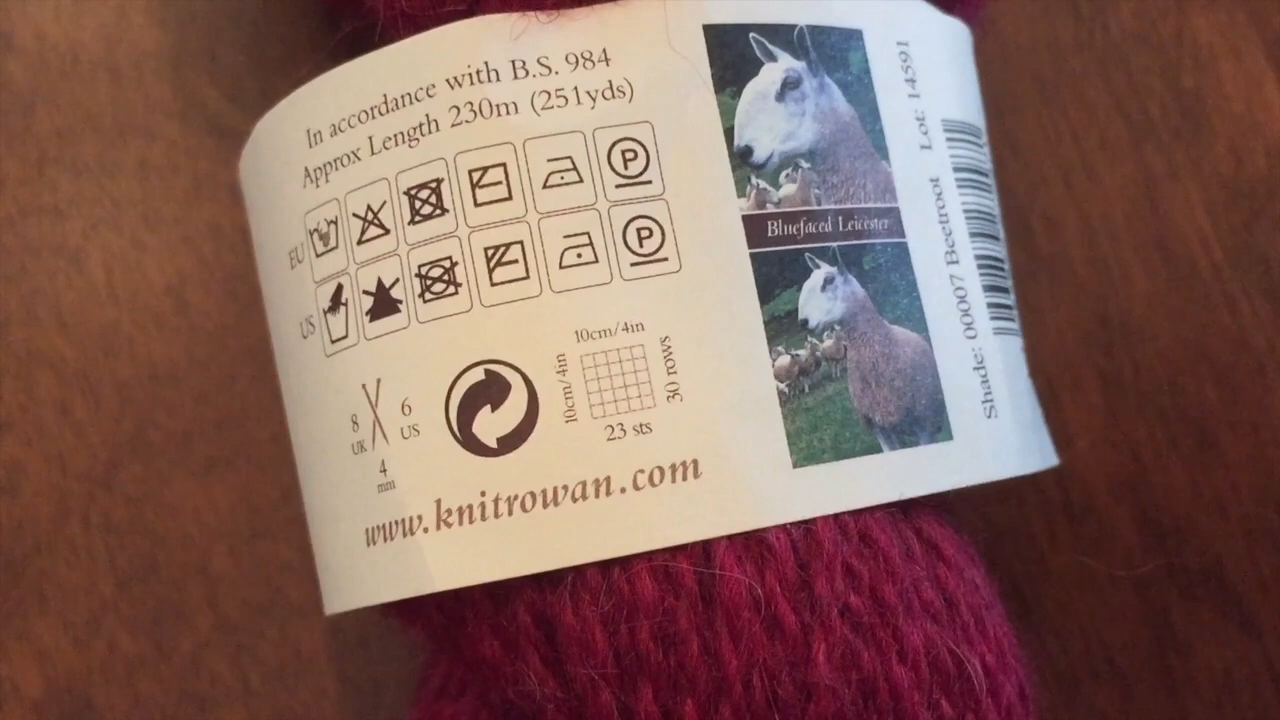 In accordance with B.S. 984
Approx Length 230m (251yds)
EU
P
US
P
8
UK
6
US
4
mm
10cm/4in
10cm/4in
30 rows
23 sts
www.knitrowan.com
Bluefaced Leicester
Shade: 00007 Beetroot Lot: 14591